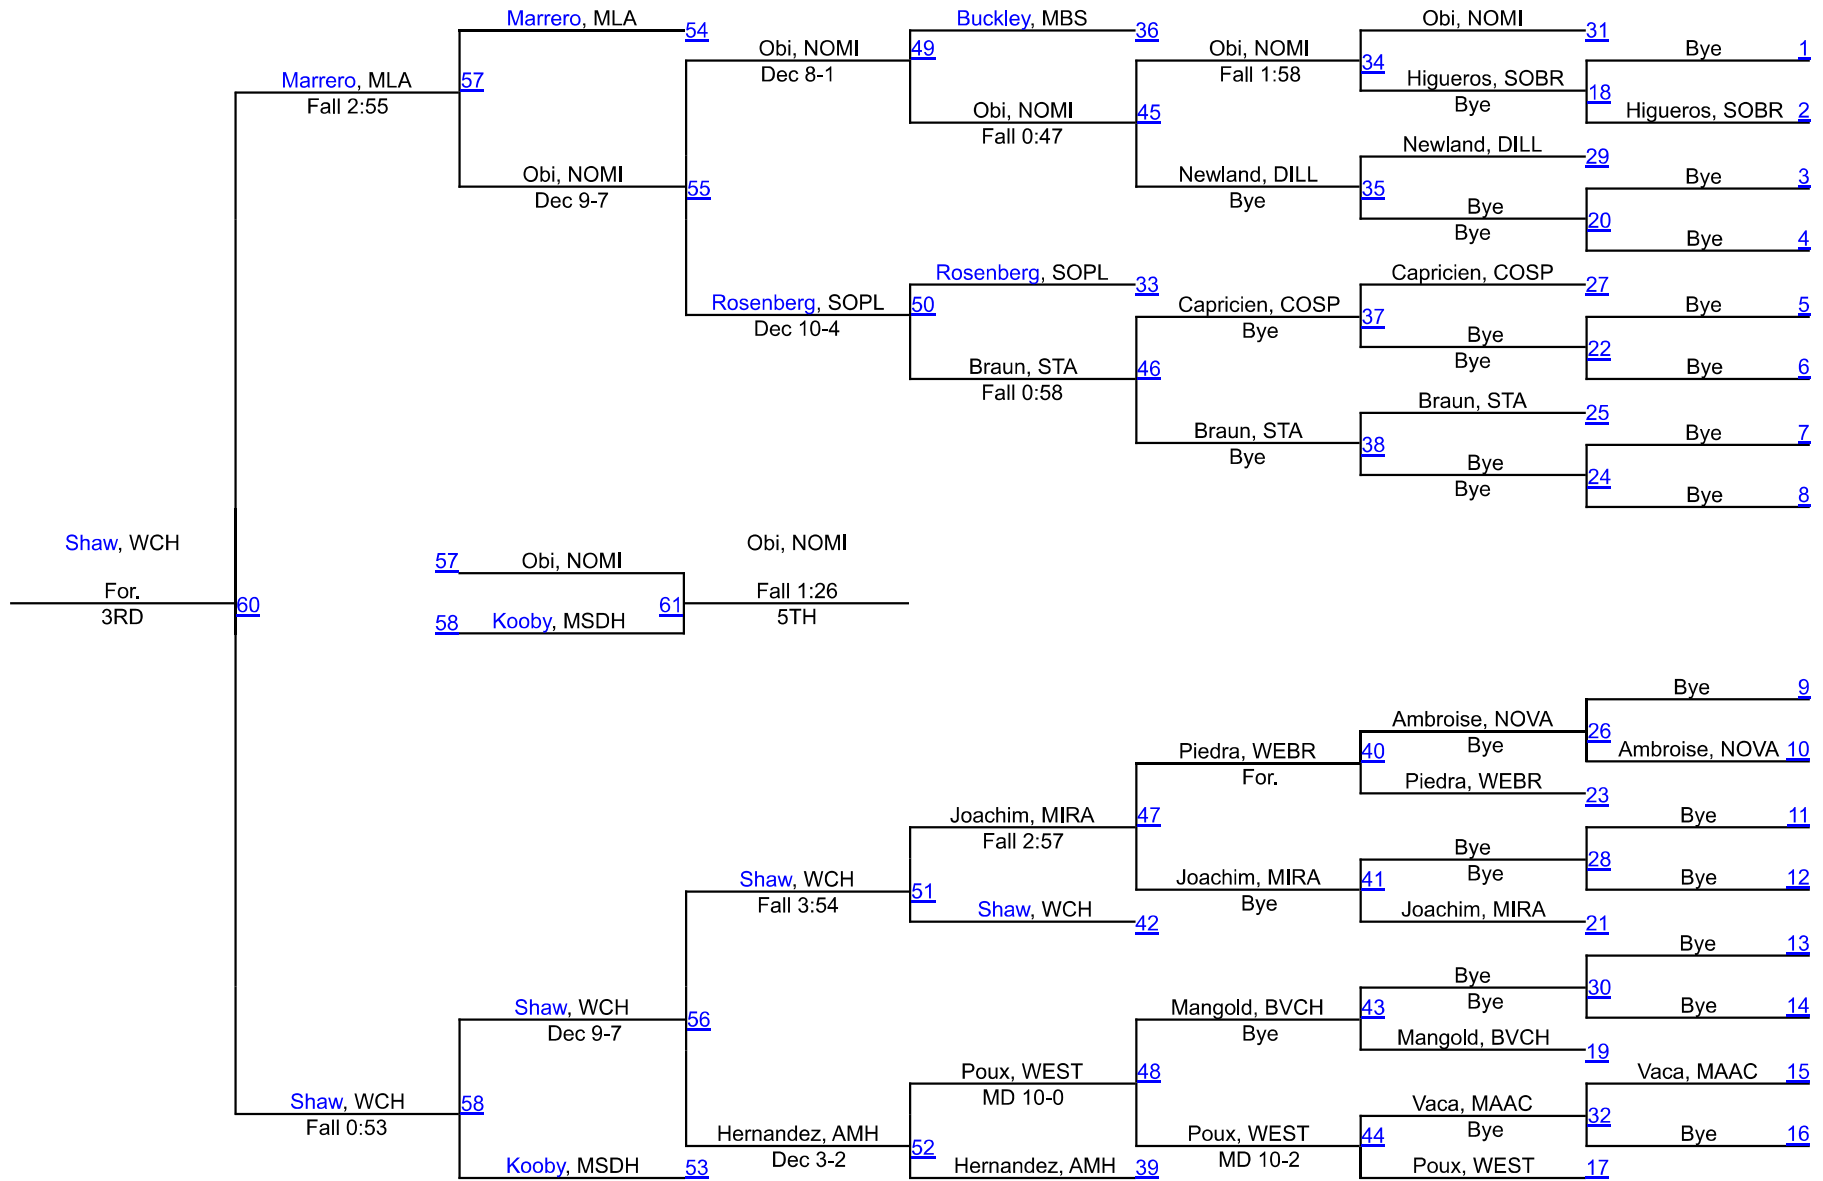 Marrero, MLA
54
57
Marrero, MLA
Fall 2:55
Obi, NOMI
Dec 9-7
55
Obi, NOMI
Dec 8-1
49
Buckley, MBS
36
Obi, NOMI
Fall 0:47
45
Obi, NOMI
Fall 1:58
34
Obi, NOMI
31
Higueros, SOBR
Bye
18
Bye
1
Higueros, SOBR
2
Newland, DILL
Bye
35
Newland, DILL
29
Bye
Bye
20
Bye
3
Bye
4
Rosenberg, SOPL
Dec 10-4
50
Rosenberg, SOPL
33
Braun, STA
Fall 0:58
46
Capricien, COSP
Bye
37
Capricien, COSP
27
Bye
Bye
22
Bye
5
Bye
6
Braun, STA
Bye
38
Braun, STA
25
Bye
Bye
24
Bye
7
Bye
8
Shaw, WCH
For.
3RD
60
57
Obi, NOMI
58
Kooby, MSDH
61
Obi, NOMI
Fall 1:26
5TH
Shaw, WCH
Fall 0:53
58
Shaw, WCH
Dec 9-7
56
Kooby, MSDH
53
Shaw, WCH
Fall 3:54
51
Joachim, MIRA
Fall 2:57
47
Shaw, WCH
42
Piedra, WEBR
For.
40
Ambroise, NOVA
Bye
26
Bye
9
Ambroise, NOVA
10
Piedra, WEBR
23
Joachim, MIRA
Bye
41
Bye
Bye
28
Bye
11
Bye
12
Joachim, MIRA
21
Hernandez, AMH
Dec 3-2
52
Poux, WEST
MD 10-0
48
Hernandez, AMH
39
Mangold, BVCH
Bye
43
Bye
Bye
30
Bye
13
Bye
14
Mangold, BVCH
19
Poux, WEST
MD 10-2
44
Vaca, MAAC
Bye
32
Vaca, MAAC
15
Bye
16
Poux, WEST
17